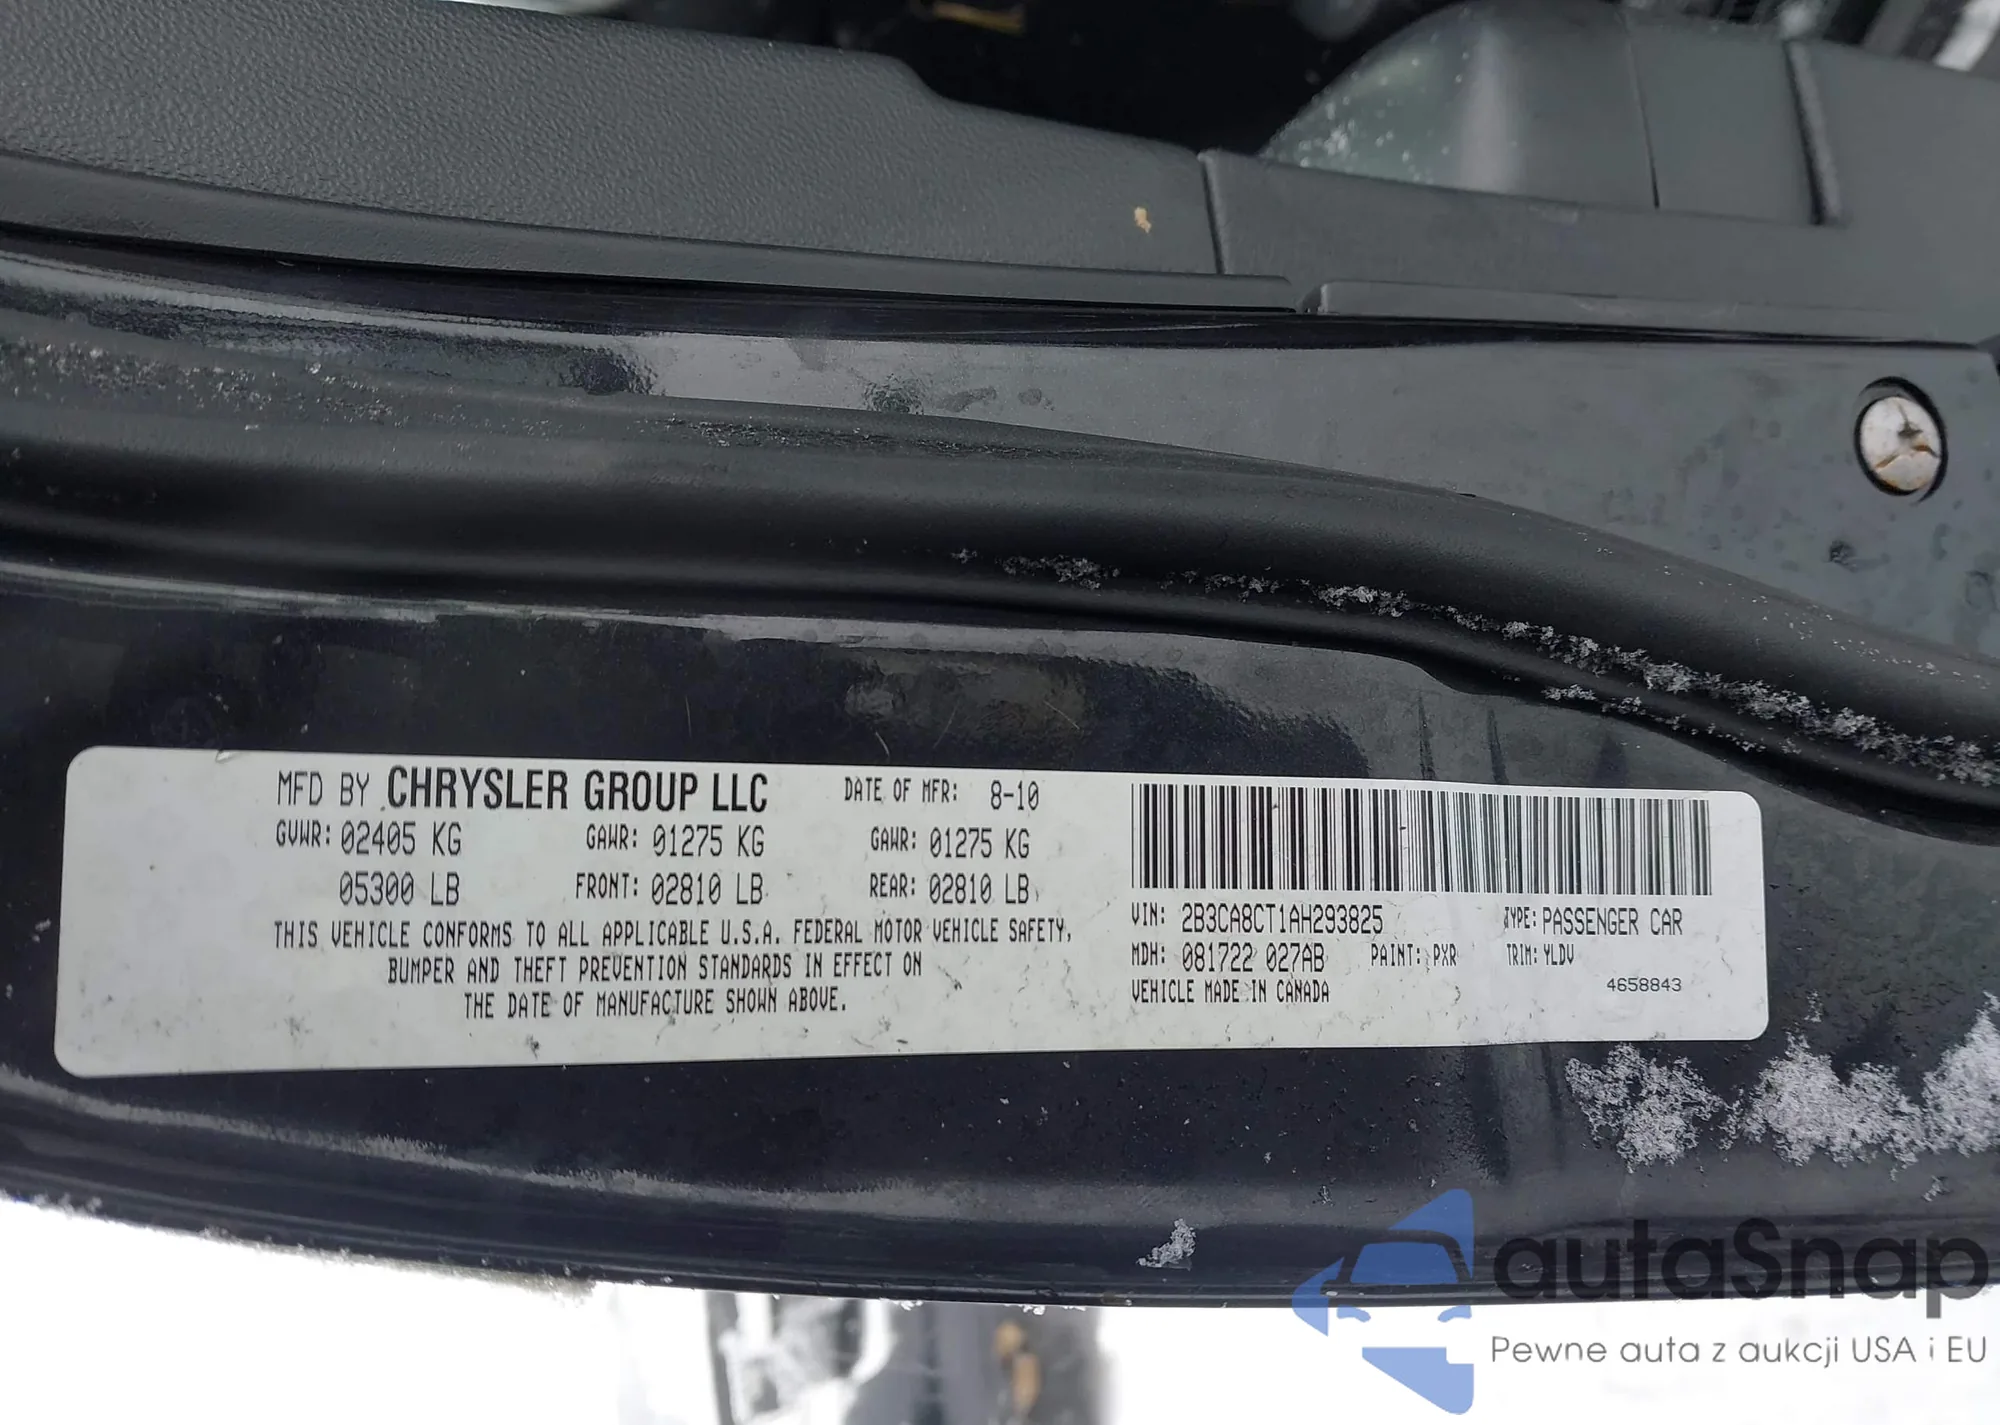 MFD BY CHRYSLER GROUP LLC DATE OF MFR: 8-10
GVWR: 02405 KG GAWR: 01275 KG GAWR: 01275 KG
05300 LB FRONT: 02810 LB REAR: 02810 LB
THIS VEHICLE CONFORMS TO ALL APPLICABLE U.S.A. FEDERAL MOTOR VEHICLE SAFETY,
BUMPER AND THEFT PREVENTION STANDARDS IN EFFECT ON
THE DATE OF MANUFACTURE SHOWN ABOVE.
VIN: 2B3CA8CT1AH293825 TYPE: PASSENGER CAR
MDH: 081722 027AB PAINT: PXR TRIM: YLDV
VEHICLE MADE IN CANADA 4658843
autaSnap
Pewne auta z aukcji USA i EU